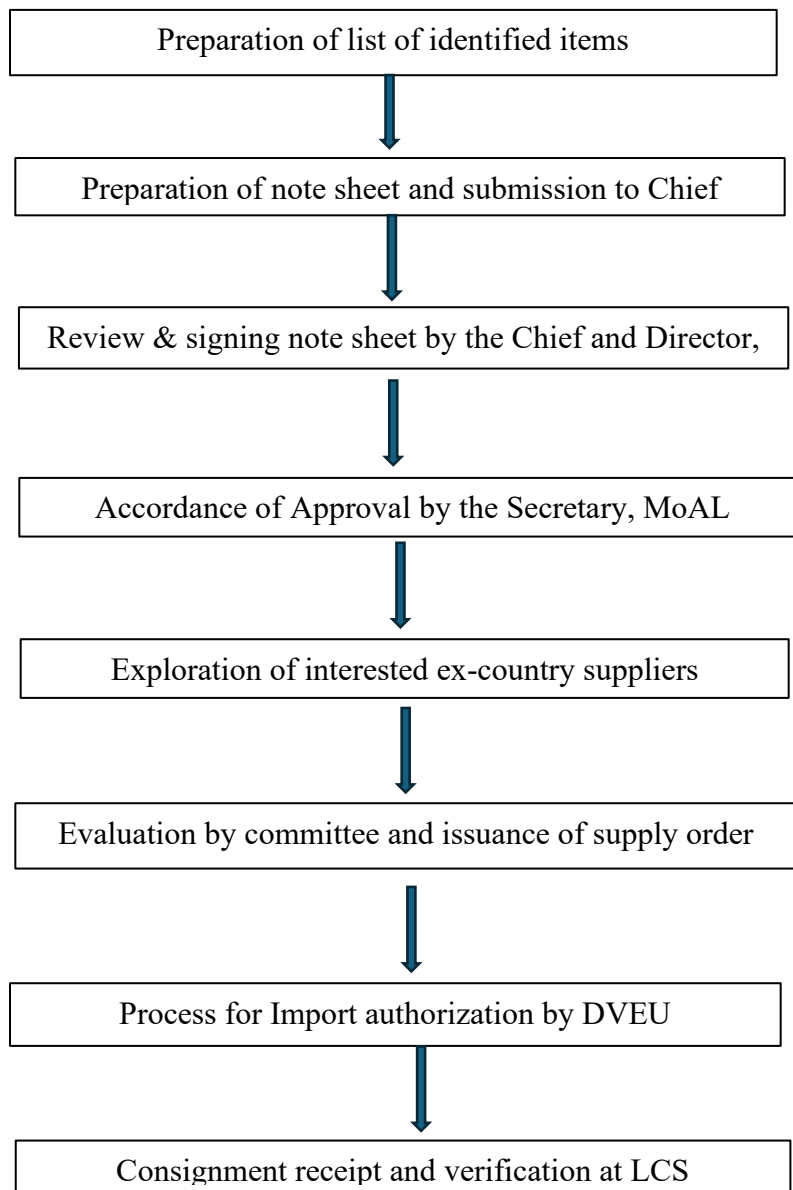 Preparation of list of identified items
Preparation of note sheet and submission to Chief
Review & signing note sheet by the Chief and Director,
Accordance of Approval by the Secretary, MoAL
Exploration of interested ex-country suppliers
Evaluation by committee and issuance of supply order
Process for Import authorization by DVEU
Consignment receipt and verification at LCS